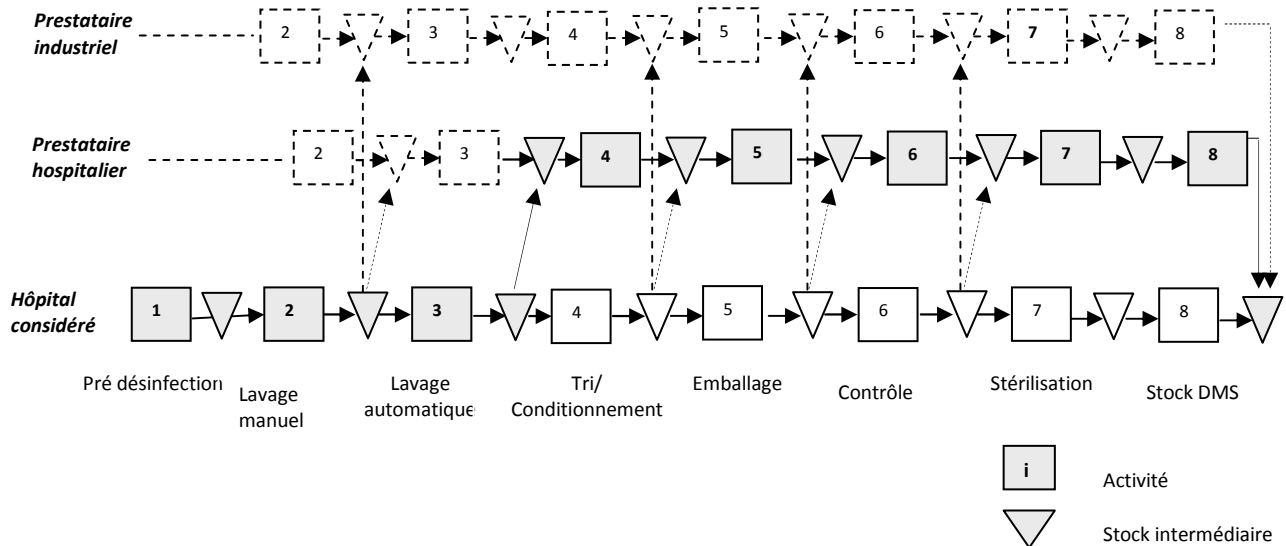 Prestataire
industriel
2 3 4 5 6 7 8
Prestataire
hospitalier
2 3 4 5 6 7 8
Hôpital
considéré
1 2 3 4 5 6 7 8
Pré désinfection
Lavage
manuel
Lavage
automatique
Tri/
Conditionnement
Emballage
Contrôle
Stérilisation
Stock DMS
i
Activité
Stock intermédiaire